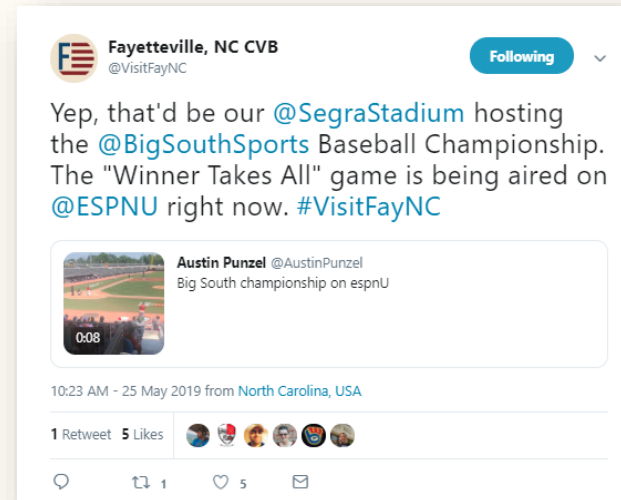 Fayetteville, NC CVB
@VisitFayNC
Following
Yep, that'd be our @SegraStadium hosting
the @BigSouthSports Baseball Championship.
The "Winner Takes All" game is being aired on
@ESPNU right now. #VisitFayNC
Austin Punzel @AustinPunzel
Big South championship on espnU
0:08
10:23 AM - 25 May 2019 from North Carolina, USA
1 Retweet 5 Likes
1 5